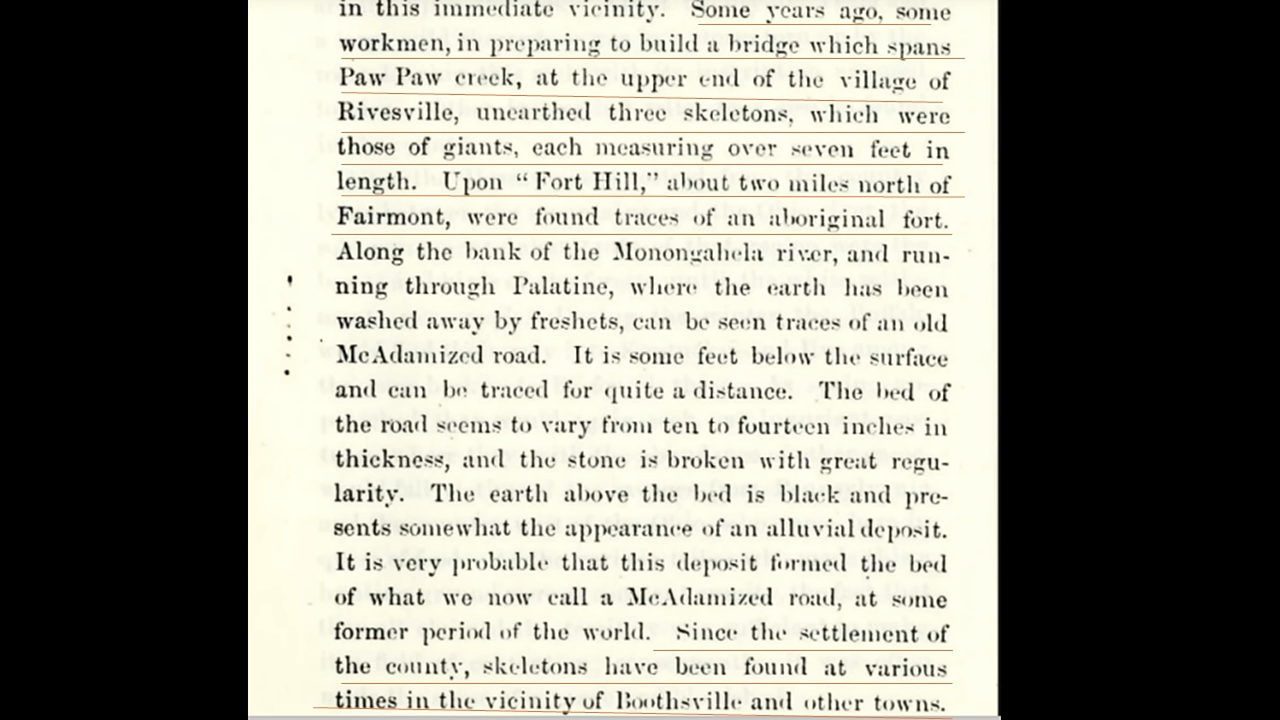 in this immediate vicinity. Some years ago, some
workmen, in preparing to build a bridge which spans
Paw Paw creek, at the upper end of the village of
Rivesville, unearthed three skeletons, which were
those of giants, each measuring over seven feet in
length. Upon “ Fort Hill,” about two miles north of
Fairmont, were found traces of an aboriginal fort.
Along the bank of the Monongahela river, and run-
ning through Palatine, where the earth has been
washed away by freshets, can be seen traces of an old
McAdamized road. It is some feet below the surface
and can be traced for quite a distance. The bed of
the road seems to vary from ten to fourteen inches in
thickness, and the stone is broken with great regu-
larity. The earth above the bed is black and pre-
sents somewhat the appearance of an alluvial deposit.
It is very probable that this deposit formed the bed
of what we now call a McAdamized road, at some
former period of the world. Since the settlement of
the county, skeletons have been found at various
times in the vicinity of Boothsville and other towns.